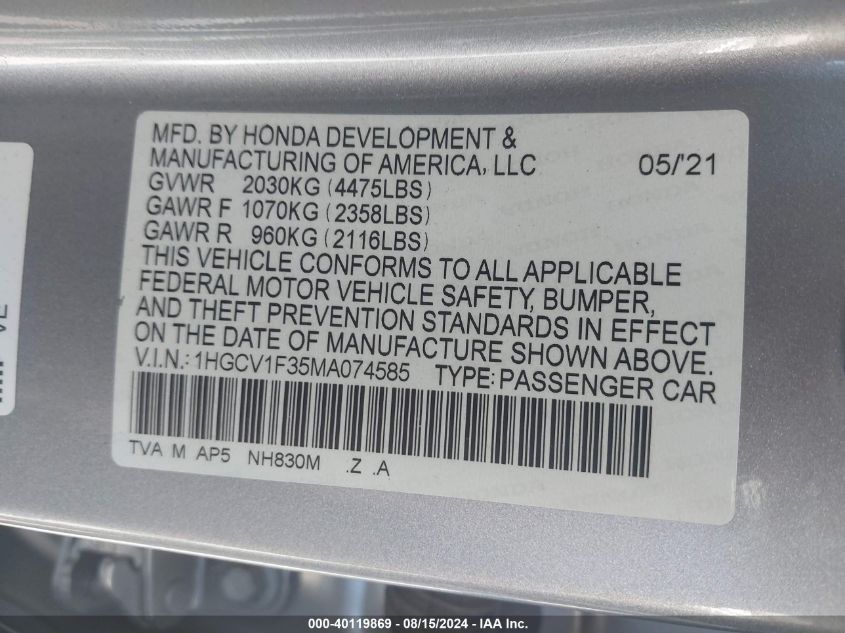 MFD. BY HONDA DEVELOPMENT &
MANUFACTURING OF AMERICA, LLC 05/'21
GVWR 2030KG (4475LBS)
GAWR F 1070KG (2358LBS)
GAWR R 960KG (2116LBS)
THIS VEHICLE CONFORMS TO ALL APPLICABLE
FEDERAL MOTOR VEHICLE SAFETY, BUMPER,
AND THEFT PREVENTION STANDARDS IN EFFECT
ON THE DATE OF MANUFACTURE SHOWN ABOVE.
V.I.N.: 1HGCV1F35MA074585 TYPE: PASSENGER CAR
TVA M AP5 NH830M .Z .A
000-40119869 - 08/15/2024 - IAA Inc.